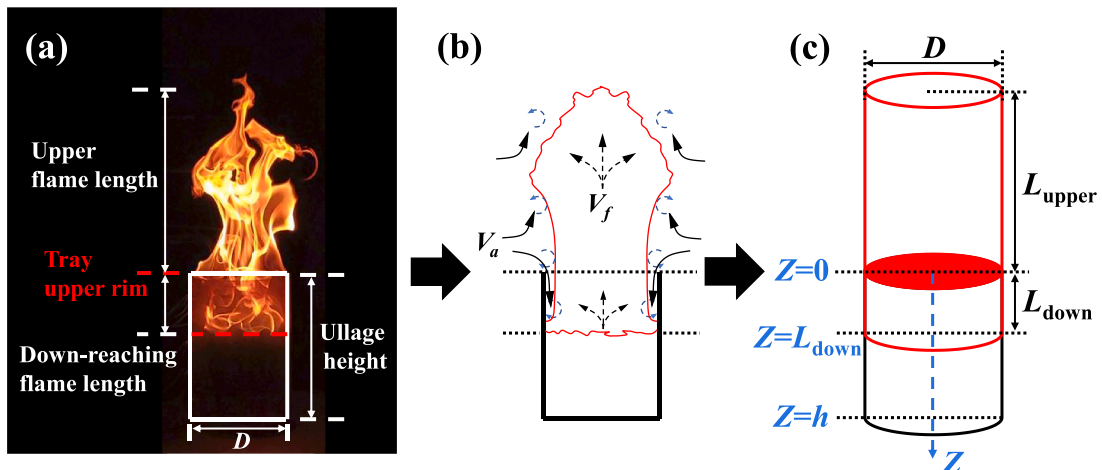 (a)
Upper
flame length
Tray
upper rim
Down-reaching
flame length
Ullage
height
D
(b)
V_f
V_a
(c)
D
L_upper
Z=0
L_down
Z=L_down
Z=h
Z